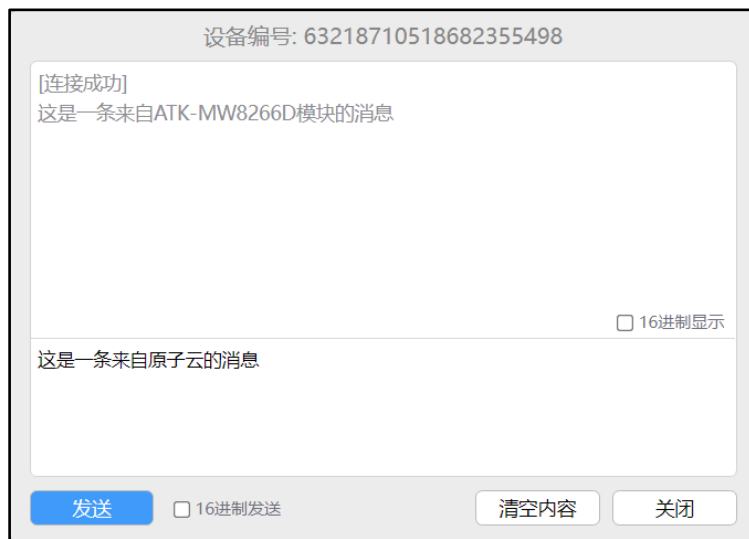 设备编号: 63218710518682355498
[连接成功]
这是一条来自ATK-MW8266D模块的消息
16进制显示
这是一条来自原子云的消息
发送
16进制发送
清空内容
关闭